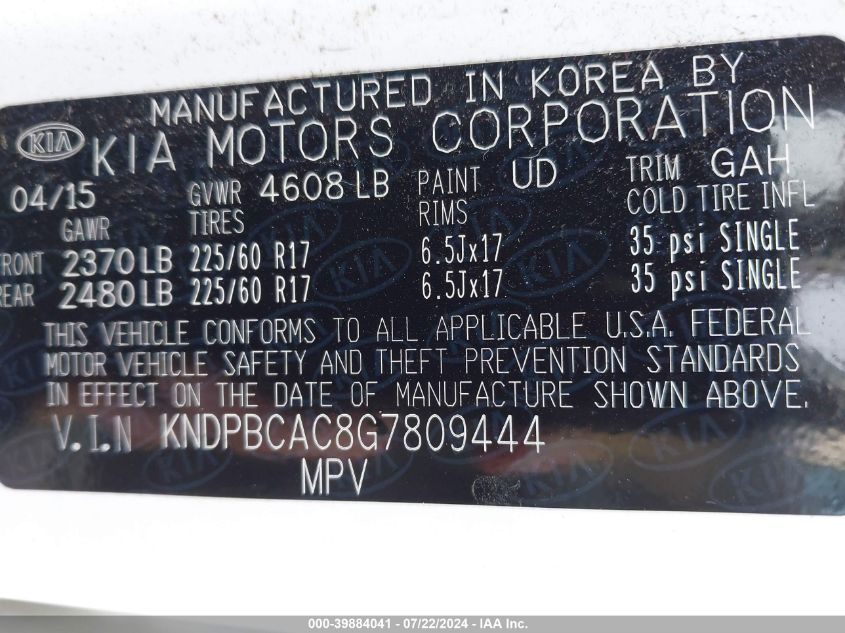 MANUFACTURED IN KOREA BY
KIA KIA MOTORS CORPORATION
04/15 GVWR 4608 LB PAINT UD TRIM GAH
GAWR TIRES RIMS COLD TIRE INFL
FRONT 2370 LB 225/60 R17 6.5Jx17 35 psi SINGLE
REAR 2480 LB 225/60 R17 6.5Jx17 35 psi SINGLE
THIS VEHICLE CONFORMS TO ALL APPLICABLE U.S.A. FEDERAL
MOTOR VEHICLE SAFETY AND THEFT PREVENTION STANDARDS
IN EFFECT ON THE DATE OF MANUFACTURE SHOWN ABOVE.
V.I.N KNDPBCAC8G7809444
MPV
000-39884041 - 07/22/2024 - IAA Inc.